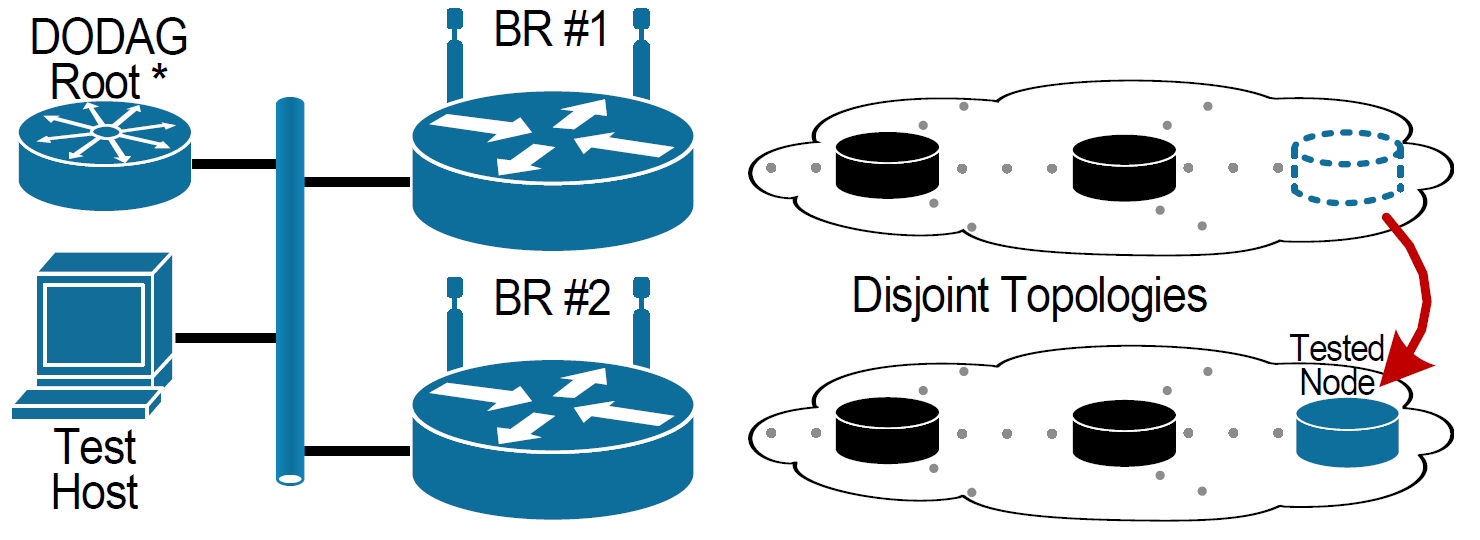 DODAG
Root *
BR #1
BR #2
Test
Host
Disjoint Topologies
Tested
Node